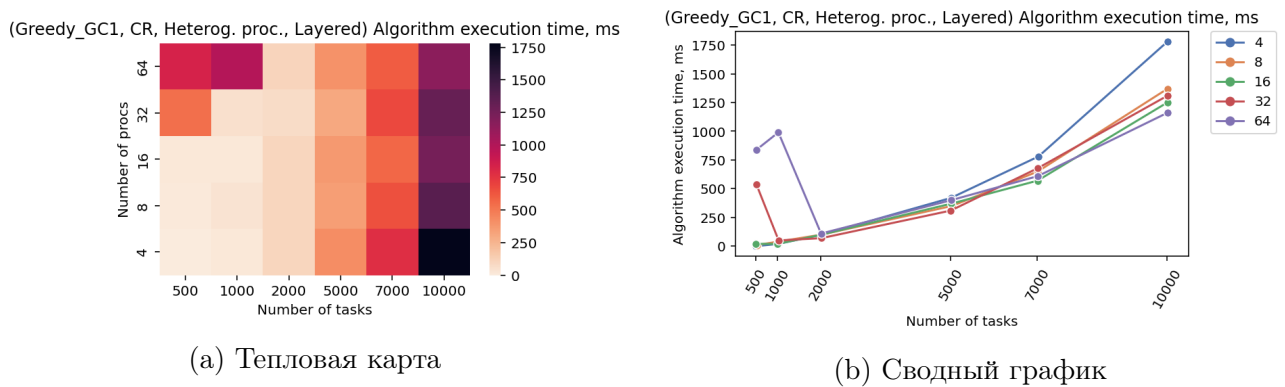 (Greedy_GC1, CR, Heterog. proc., Layered) Algorithm execution time, ms
Number of procs
64
32
16
8
4
500 1000 2000 5000 7000 10000
Number of tasks
1750
1500
1250
1000
750
500
250
0
(a) Тепловая карта
(Greedy_GC1, CR, Heterog. proc., Layered) Algorithm execution time, ms
Algorithm execution time, ms
1750
1500
1250
1000
750
500
250
0
500 1000 2000 5000 7000 10000
Number of tasks
4
8
16
32
64
(b) Сводный график